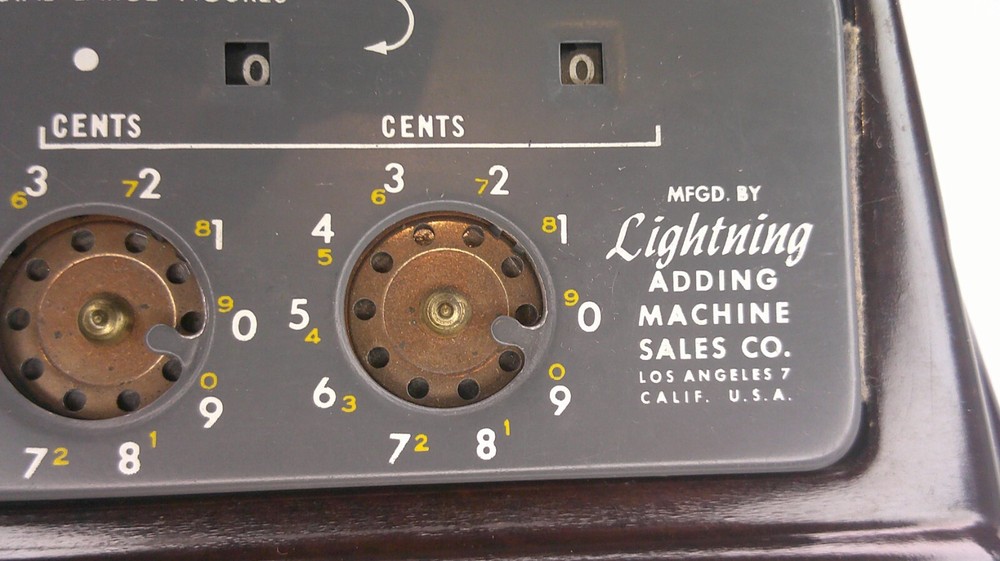 LARGE FIGURES
0 0
CENTS CENTS
3 6 7 2 3 6 7 2
8 1 4 5 8 1
9 0 5 4 9 0
0 9 6 3 0 9
7 2 8 1 7 2 8 1
MFGD. BY
Lightning
ADDING
MACHINE
SALES CO.
LOS ANGELES 7
CALIF. U.S.A.